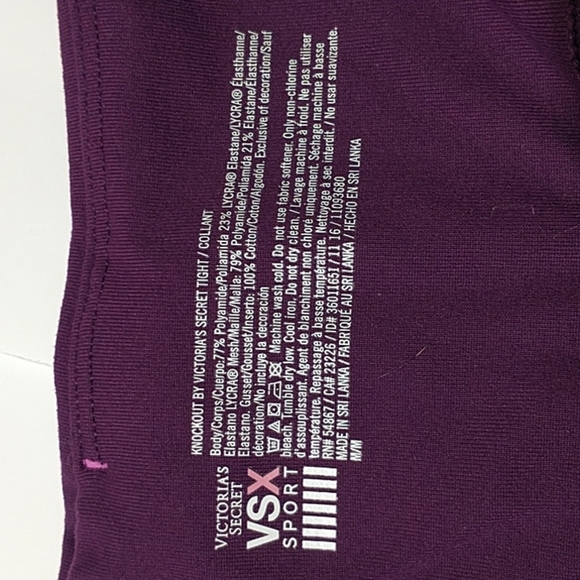 VICTORIA'S
SECRET
VSX
SPORT
KNOCKOUT BY VICTORIA'S SECRET TIGHT / COLLANT
Body/Corps/Cuerpo:77% Polyamide/Poliamida 23% LYCRA® Elastane/LYCRA® Élasthanne/
Elastano LYCRA® Mesh/Maille/Malla: 79% Polyamide/Poliamida 21% Elastane/Élasthanne/
Elastano. Gusset/Gousset/Inserto: 100% Cotton/Coton/Algodón. Exclusive of decoration/Sauf
décoration/No incluye la decoración
Machine wash cold. Do not use fabric softener. Only non-chlorine
bleach. Tumble dry low. Cool iron. Do not dry clean. / Lavage machine à froid. Ne pas utiliser
d'assouplissant. Agent de blanchiment non chloré uniquement. Séchage machine à basse
température. Repassage à basse température. Nettoyage à sec interdit./ No usar suavizante.
RN# 54867/ CA# 23226 / ID# 36011651/ 11 16 / 11093680
MADE IN SRI LANKA / FABRIQUÉ AU SRI LANKA / HECHO EN SRI LANKA
M/M